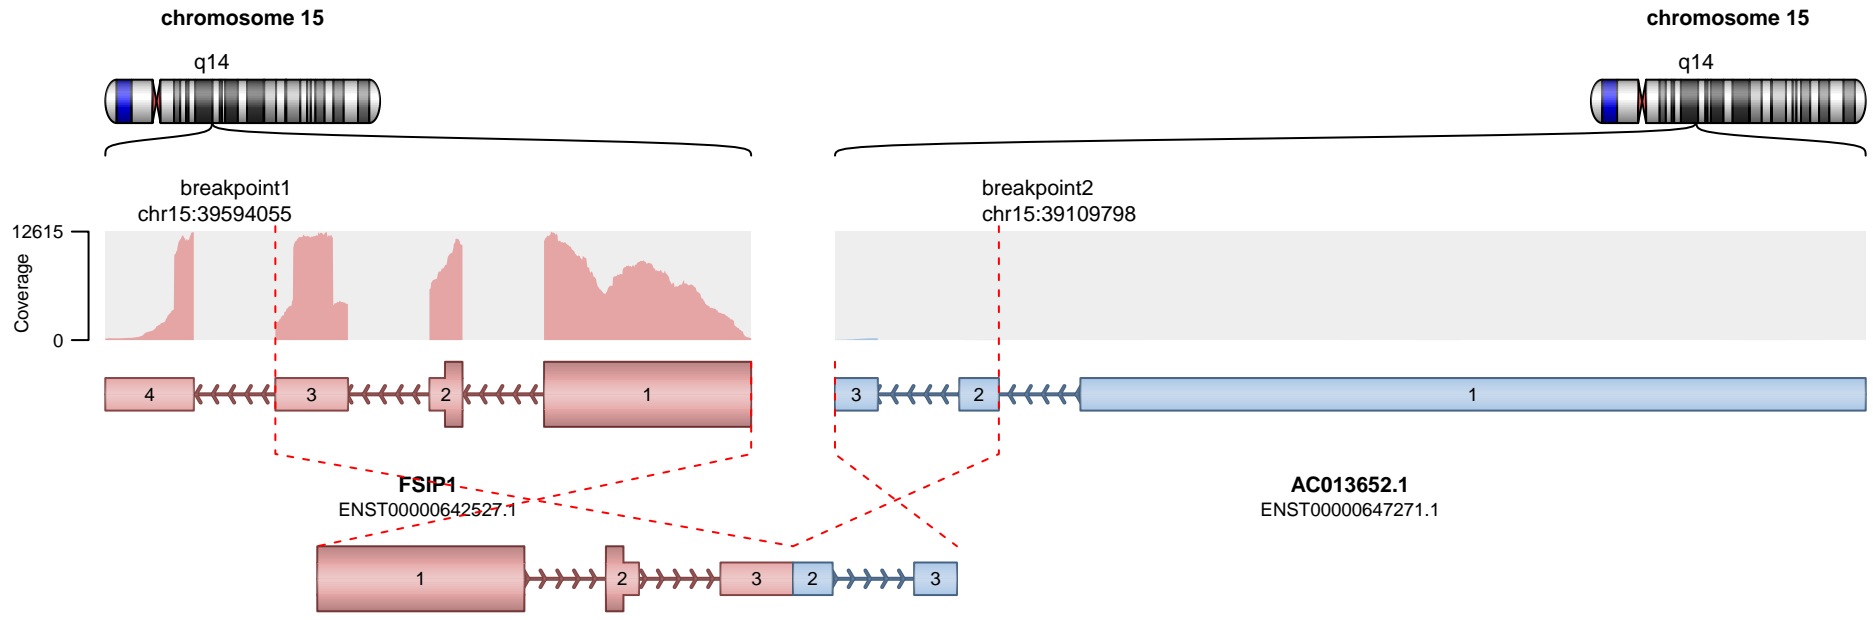 chromosome 15
chromosome 15
q14
q14
breakpoint1
chr15:39594055
breakpoint2
chr15:39109798
12615
Coverage
0
4
3
2
1
3
2
1
FSIP1
ENST00000642527.1
AC013652.1
ENST00000647271.1
1
2
3
2
3